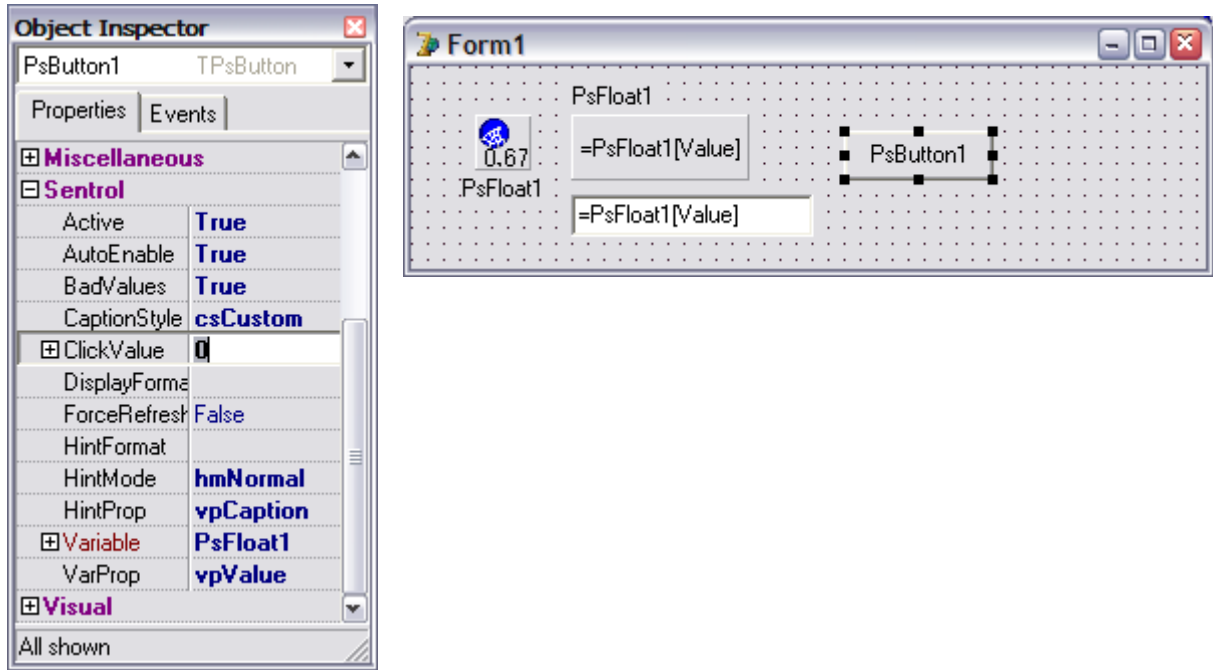 Object Inspector
PsButton1 TPsButton
Properties Events
Miscellaneous
Sentrol
Active True
AutoEnable True
BadValues True
CaptionStyle csCustom
ClickValue 0
DisplayForma
ForceRefresh False
HintFormat
HintMode hmNormal
HintProp vpCaption
Variable PsFloat1
VarProp vpValue
Visual
All shown
Form1
PsFloat1
0.67
=PsFloat1[Value]
PsButton1
PsFloat1
=PsFloat1[Value]